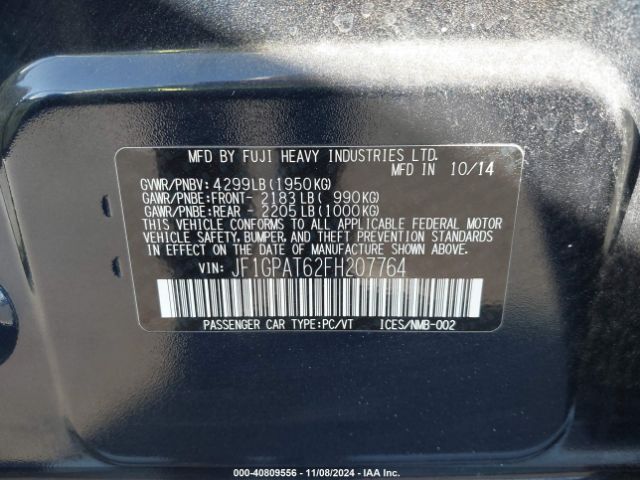 MFD BY FUJI HEAVY INDUSTRIES LTD.
MFD IN 10/14
GVWR/PNBV: 4299LB(1950KG)
GAWR/PNBE:FRONT- 2183LB( 990KG)
GAWR/PNBE:REAR - 2205LB(1000KG)
THIS VEHICLE CONFORMS TO ALL APPLICABLE FEDERAL MOTOR
VEHICLE SAFETY,BUMPER,AND THEFT PREVENTION STANDARDS
IN EFFECT ON THE DATE OF MANUFACTURE SHOWN ABOVE.
VIN: JF1GPAT62FH207764
PASSENGER CAR TYPE:PC/VT ICES/NMB-002
000-40809556 - 11/08/2024 - IAA Inc.